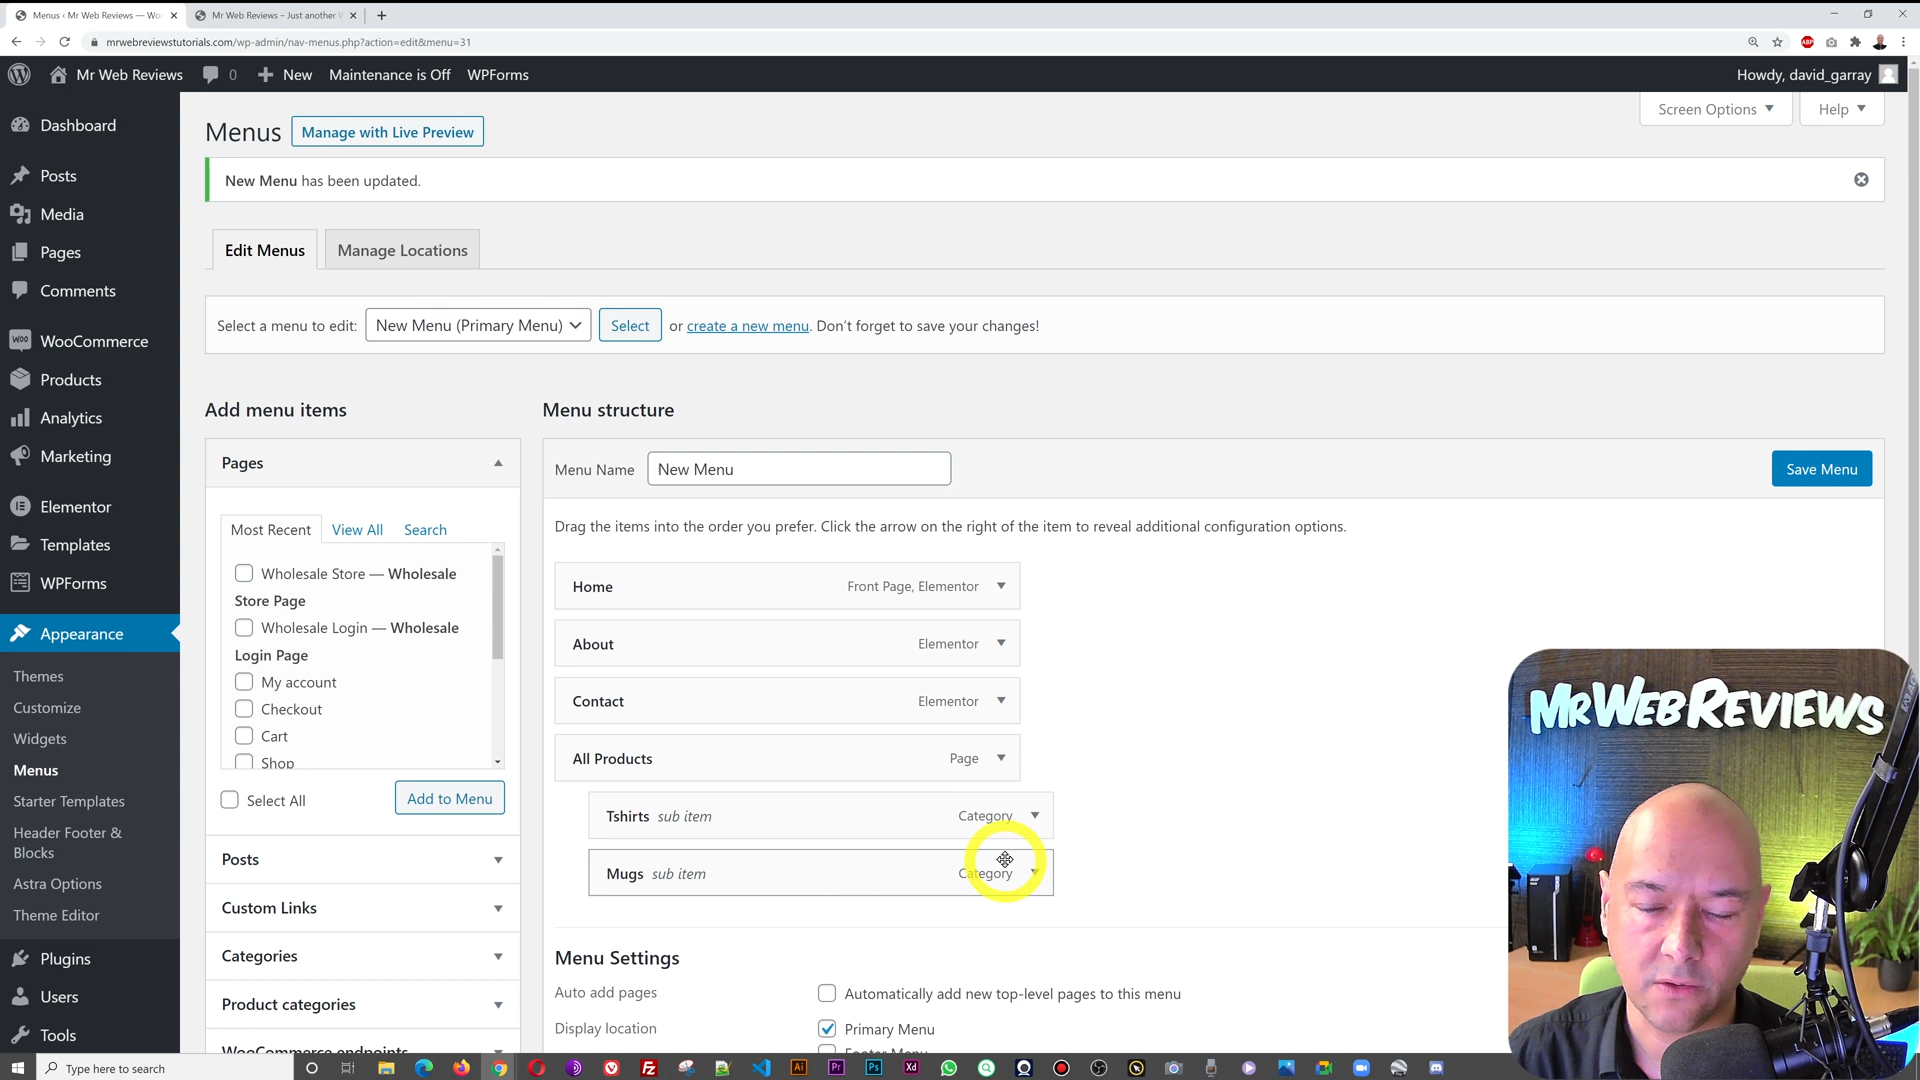 Menus ‹ Mr Web Reviews — Wor
Mr Web Reviews – Just another W
mrwebreviewstutorials.com/wp-admin/nav-menus.php?action=edit&menu=31
ABP
Mr Web Reviews
0
New
Maintenance is Off
WPForms
Howdy, david_garray
Dashboard
Posts
Media
Pages
Comments
WooCommerce
Products
Analytics
Marketing
Elementor
Templates
WPForms
Appearance
Themes
Customize
Widgets
Menus
Starter Templates
Header Footer &
Blocks
Astra Options
Theme Editor
Plugins
Users
Tools
Screen Options
Help
Menus
Manage with Live Preview
New Menu has been updated.
Edit Menus
Manage Locations
Select a menu to edit:
New Menu (Primary Menu)
Select
or create a new menu. Don’t forget to save your changes!
Add menu items
Pages
Most Recent
View All
Search
Wholesale Store — Wholesale
Store Page
Wholesale Login — Wholesale
Login Page
My account
Checkout
Cart
Shop
Select All
Add to Menu
Posts
Custom Links
Categories
Product categories
WooCommerce endpoints
Menu structure
Menu Name
New Menu
Save Menu
Drag the items into the order you prefer. Click the arrow on the right of the item to reveal additional configuration options.
Home
Front Page, Elementor
About
Elementor
Contact
Elementor
All Products
Page
Tshirts sub item
Category
Mugs sub item
Category
Menu Settings
Auto add pages
Automatically add new top-level pages to this menu
Display location
Primary Menu
Footer Menu
MrWebReviews
Type here to search